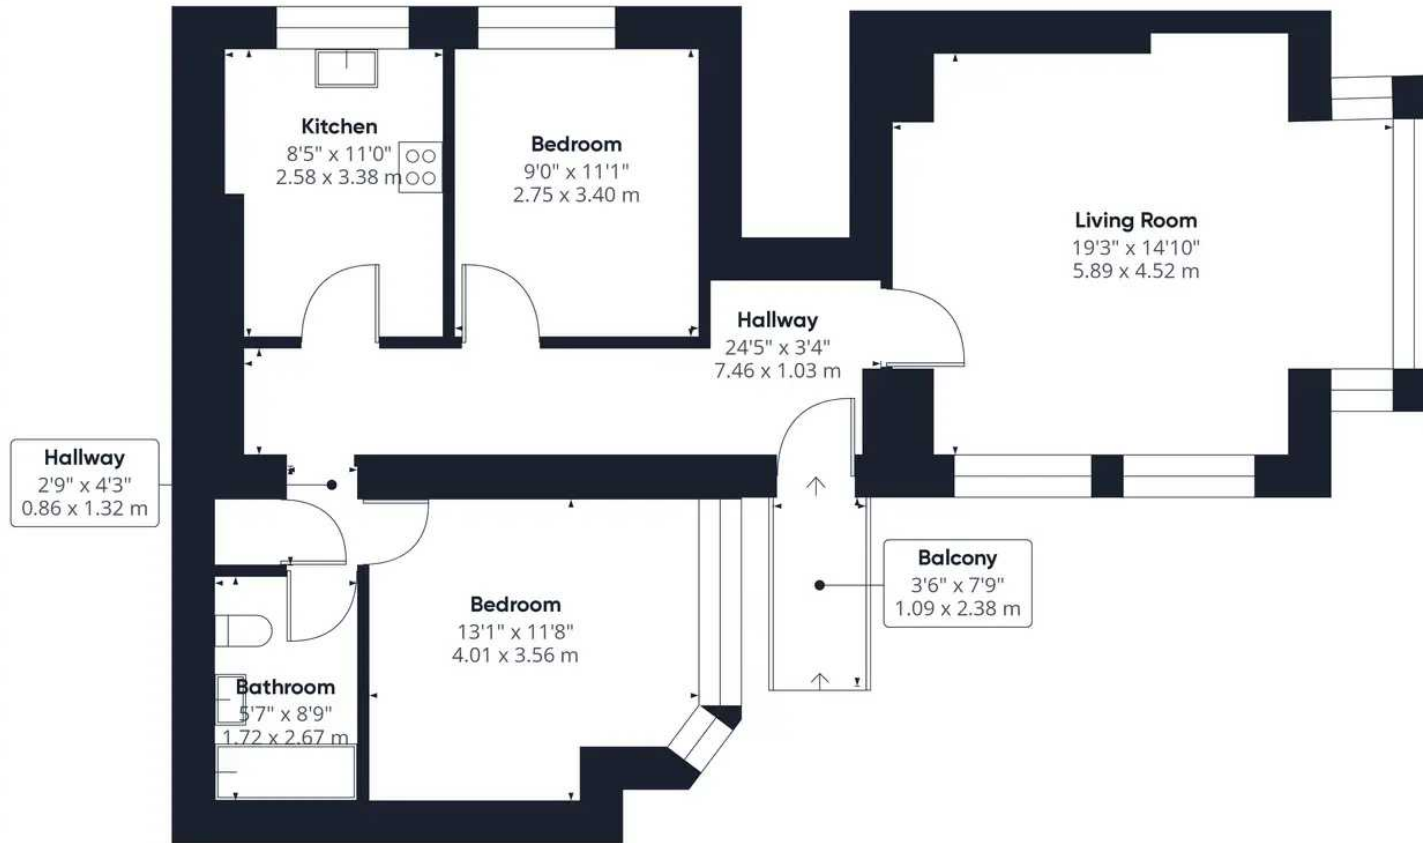 Kitchen
8'5" x 11'0"
2.58 x 3.38 m
Bedroom
9'0" x 11'1"
2.75 x 3.40 m
Living Room
19'3" x 14'10"
5.89 x 4.52 m
Hallway
24'5" x 3'4"
7.46 x 1.03 m
Hallway
2'9" x 4'3"
0.86 x 1.32 m
Balcony
3'6" x 7'9"
1.09 x 2.38 m
Bedroom
13'1" x 11'8"
4.01 x 3.56 m
Bathroom
5'7" x 8'9"
1.72 x 2.67 m